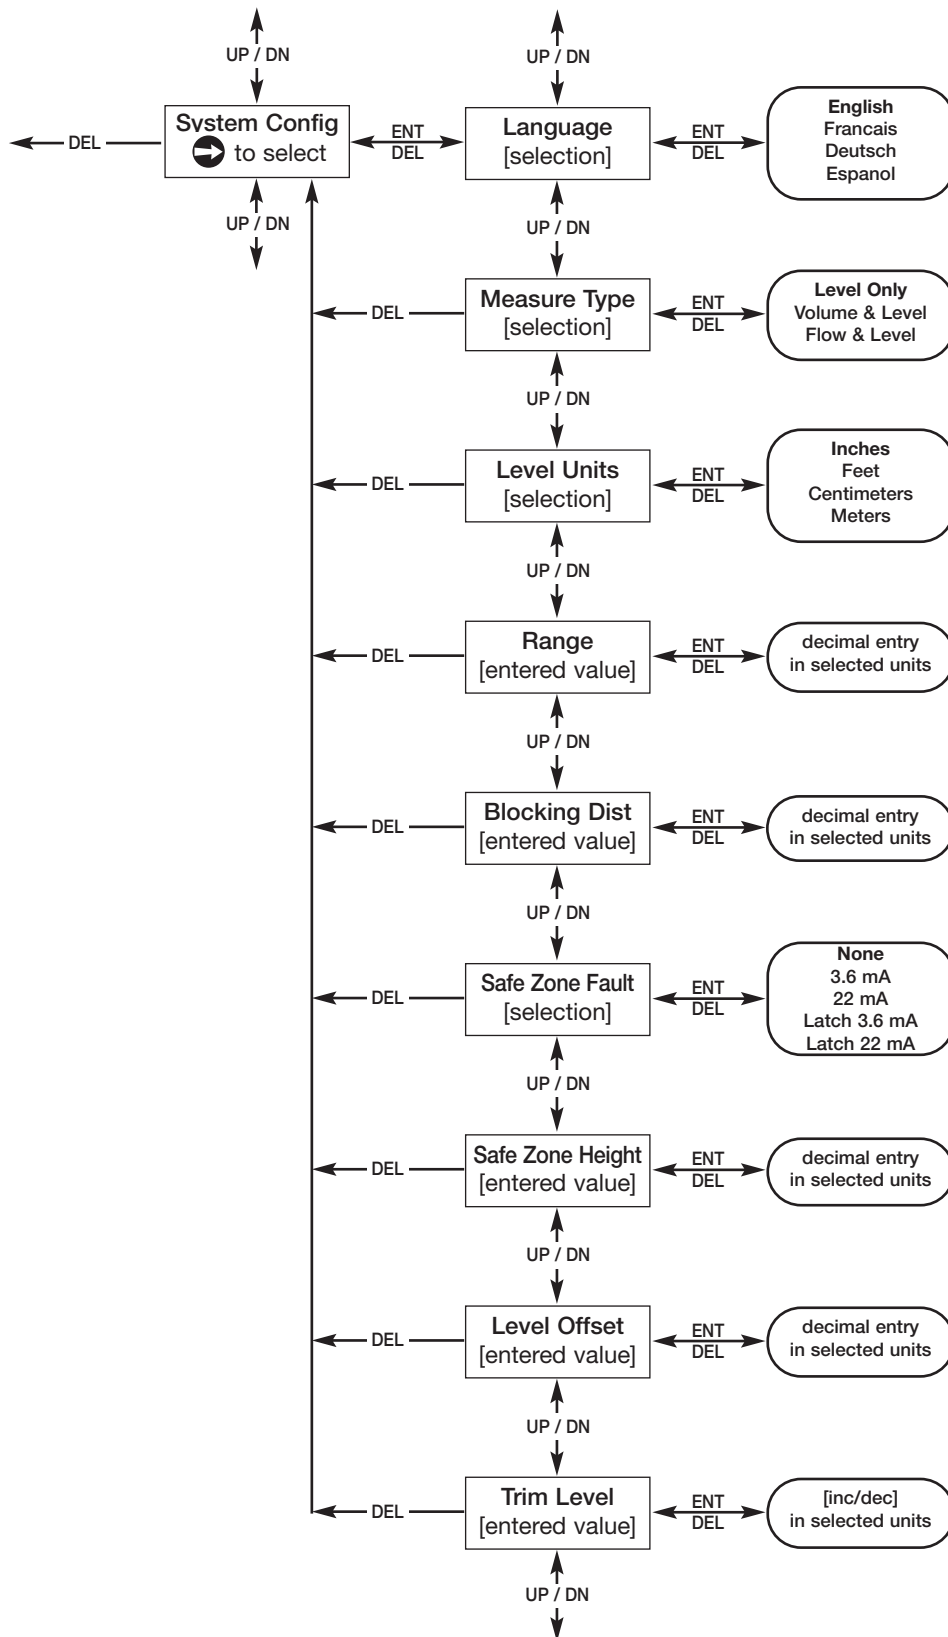 UP / DN
UP / DN
DEL
System Config
to select
ENT
DEL
Language
[selection]
ENT
DEL
English
Francais
Deutsch
Espanol
UP / DN
UP / DN
DEL
Measure Type
[selection]
ENT
DEL
Level Only
Volume & Level
Flow & Level
UP / DN
DEL
Level Units
[selection]
ENT
DEL
Inches
Feet
Centimeters
Meters
UP / DN
DEL
Range
[entered value]
ENT
DEL
decimal entry
in selected units
UP / DN
DEL
Blocking Dist
[entered value]
ENT
DEL
decimal entry
in selected units
UP / DN
DEL
Safe Zone Fault
[selection]
ENT
DEL
None
3.6 mA
22 mA
Latch 3.6 mA
Latch 22 mA
UP / DN
DEL
Safe Zone Height
[entered value]
ENT
DEL
decimal entry
in selected units
UP / DN
DEL
Level Offset
[entered value]
ENT
DEL
decimal entry
in selected units
UP / DN
DEL
Trim Level
[entered value]
ENT
DEL
[inc/dec]
in selected units
UP / DN